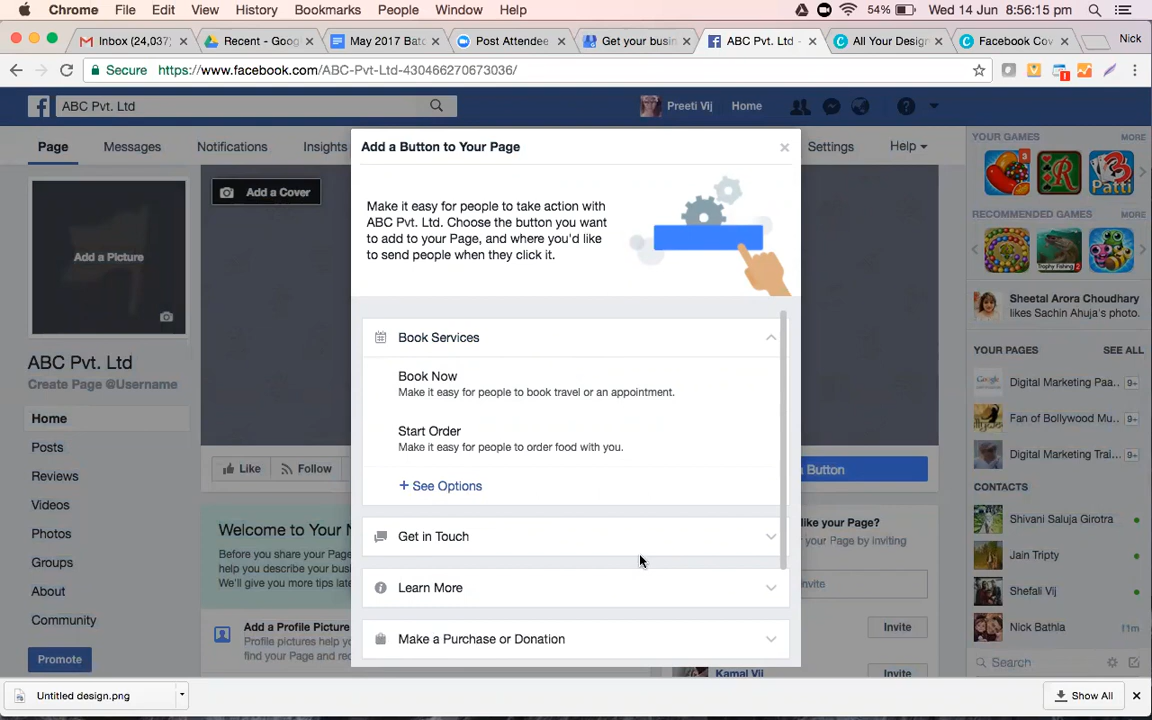 Chrome File Edit View History Bookmarks People Window Help
54% Wed 14 Jun 8:56:15 pm
Inbox (24,037)
Recent - Goog
May 2017 Batc
Post Attendee
Get your busin
ABC Pvt. Ltd -
All Your Desig
Facebook Cov
Nick
Secure https://www.facebook.com/ABC-Pvt-Ltd-430466270673036/
ABC Pvt. Ltd
Preeti Vij Home
Page Messages Notifications Insights Settings Help
Add a Cover
Add a Picture
ABC Pvt. Ltd
Create Page @Username
Home
Posts
Reviews
Videos
Photos
Groups
About
Community
Promote
Like Follow
Button
Welcome to Your N
Before you share your Page
help you describe your busi
We'll give you more tips late
Add a Profile Picture
Profile pictures help y
find your Page and rec
Add a Button to Your Page
Make it easy for people to take action with
ABC Pvt. Ltd. Choose the button you want
to add to your Page, and where you'd like
to send people when they click it.
Book Services
Book Now
Make it easy for people to book travel or an appointment.
Start Order
Make it easy for people to order food with you.
+ See Options
Get in Touch
Learn More
Make a Purchase or Donation
like your Page?
your Page by inviting
nvite
Invite
Kamal Vij
Invite
YOUR GAMES MORE
3
Patti
RECOMMENDED GAMES MORE
Sheetal Arora Choudhary
likes Sachin Ahuja's photo.
YOUR PAGES SEE ALL
Digital Marketing Paa.. 9+
Fan of Bollywood Mu.. 9+
Digital Marketing Trai... 9+
CONTACTS
Shivani Saluja Girotra
Jain Tripty
Shefali Vij
Nick Bathla 11m
Search
Untitled design.png
Show All